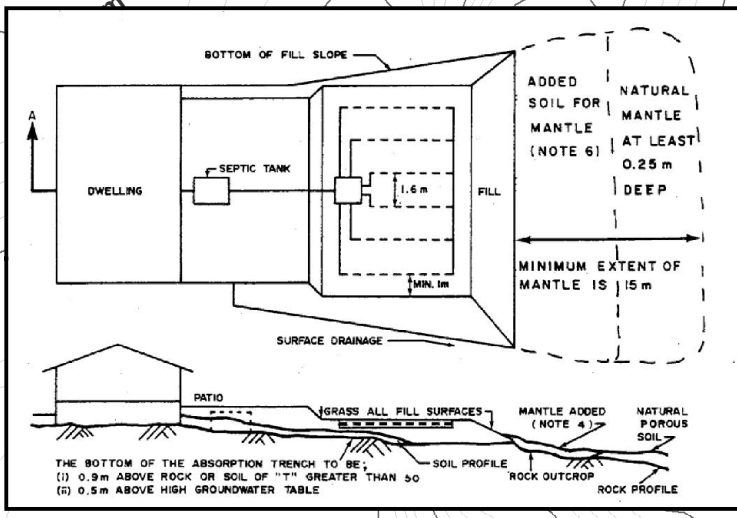 BOTTOM OF FILL SLOPE
ADDED
SOIL FOR
MANTLE
(NOTE 6)
NATURAL
MANTLE
AT LEAST
0.25 m
DEEP
A
SEPTIC TANK
DWELLING
1.6 m
FILL
MIN. 1m
MINIMUM EXTENT OF
MANTLE IS 15 m
SURFACE DRAINAGE
PATIO
GRASS ALL FILL SURFACES
MANTLE ADDED
(NOTE 4)
NATURAL
POROUS
SOIL
THE BOTTOM OF THE ABSORPTION TRENCH TO BE;
(i) 0.9m ABOVE ROCK OR SOIL OF "T" GREATER THAN 50
(ii) 0.5m ABOVE HIGH GROUNDWATER TABLE
SOIL PROFILE
ROCK OUTCROP
ROCK PROFILE